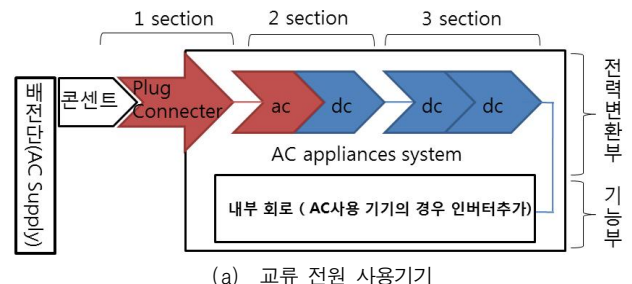 1 section
2 section
3 section
배전단(AC Supply)
콘센트
Plug
Connecter
ac
dc
dc
dc
AC appliances system
내부 회로 ( AC사용 기기의 경우 인버터추가)
전력변환부
기능부
(a) 교류 전원 사용기기